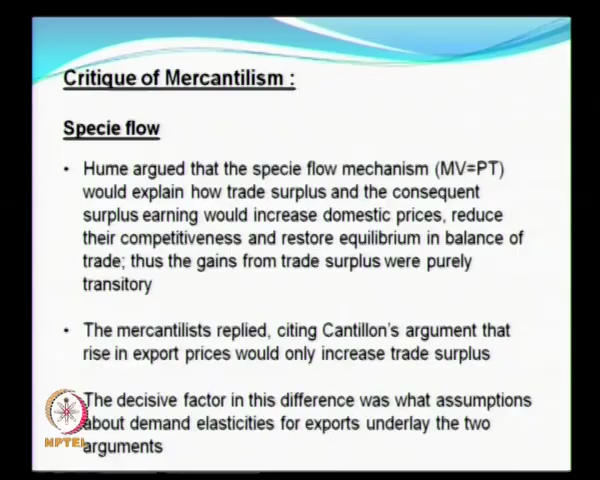 Critique of Mercantilism :
Specie flow
• Hume argued that the specie flow mechanism (MV=PT)
would explain how trade surplus and the consequent
surplus earning would increase domestic prices, reduce
their competitiveness and restore equilibrium in balance of
trade; thus the gains from trade surplus were purely
transitory
• The mercantilists replied, citing Cantillon's argument that
rise in export prices would only increase trade surplus
The decisive factor in this difference was what assumptions
about demand elasticities for exports underlay the two
arguments
NPTEL